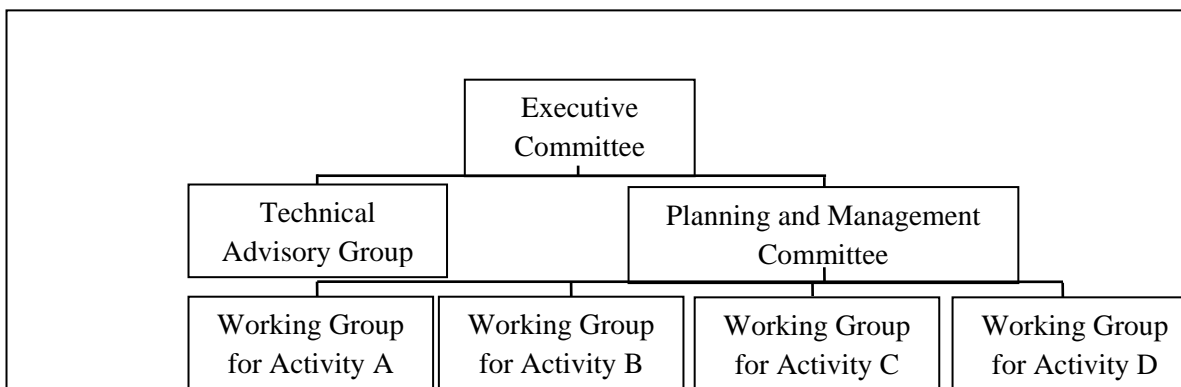 Executive
Committee
Technical
Advisory Group
Planning and Management
Committee
Working Group
for Activity A
Working Group
for Activity B
Working Group
for Activity C
Working Group
for Activity D